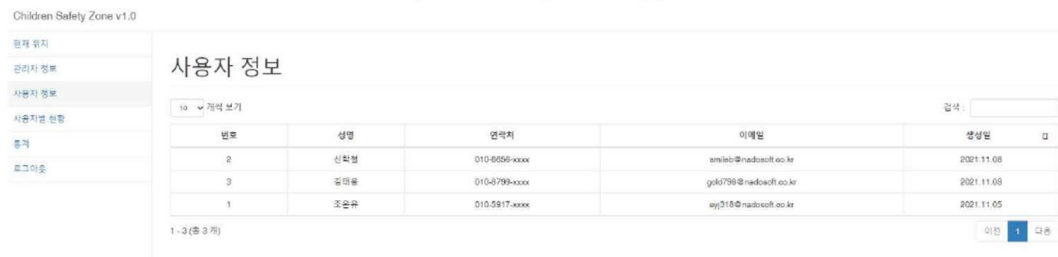 Children Safety Zone v1.0
현재 위치
관리자 정보
사용자 정보
사용자별 현황
통계
로그아웃
사용자 정보
10 개씩 보기
검색 :
번호 성명 연락처 이메일 생성일
2 신학철 010-6656-xxxx smileb@nadosoft.co.kr 2021.11.08
3 김태용 010-8799-xxxx gold798@nadosoft.co.kr 2021.11.08
1 조은유 010-5917-xxxx eyj318@nadosoft.co.kr 2021.11.05
1 - 3 (총 3 개)
이전 1 다음